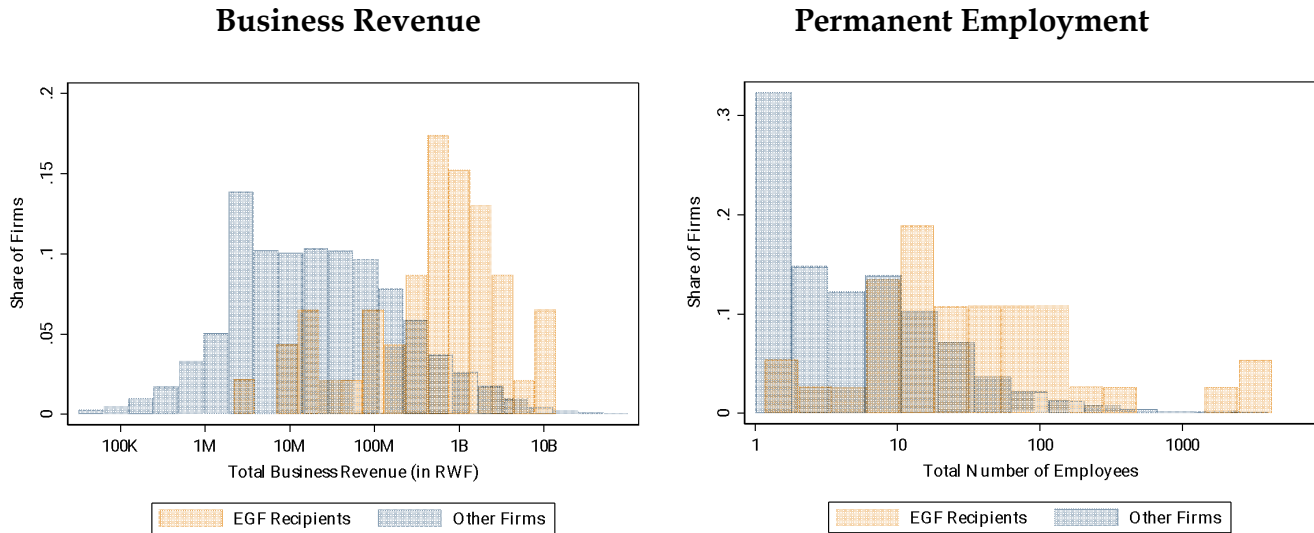 Business Revenue
Share of Firms
.2
.15
.1
.05
0
100K 1M 10M 100M 1B 10B
Total Business Revenue (in RWF)
EGF Recipients Other Firms
Permanent Employment
Share of Firms
.3
.2
.1
0
1 10 100 1000
Total Number of Employees
EGF Recipients Other Firms